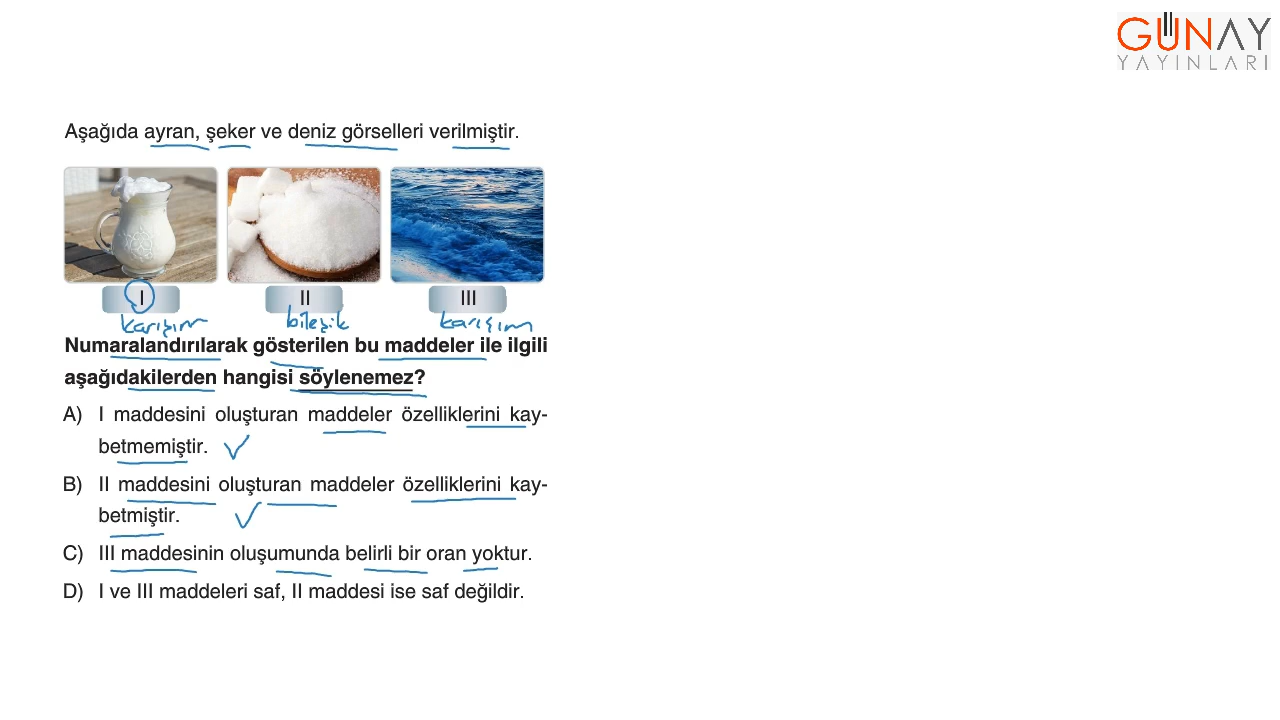 GÜNAY
YAYINLARI
Aşağıda ayran, şeker ve deniz görselleri verilmiştir.
I II III
karışım bileşik karışım
Numaralandırılarak gösterilen bu maddeler ile ilgili
aşağıdakilerden hangisi söylenemez?
A) I maddesini oluşturan maddeler özelliklerini kay-
betmemiştir.
B) II maddesini oluşturan maddeler özelliklerini kay-
betmiştir.
C) III maddesinin oluşumunda belirli bir oran yoktur.
D) I ve III maddeleri saf, II maddesi ise saf değildir.